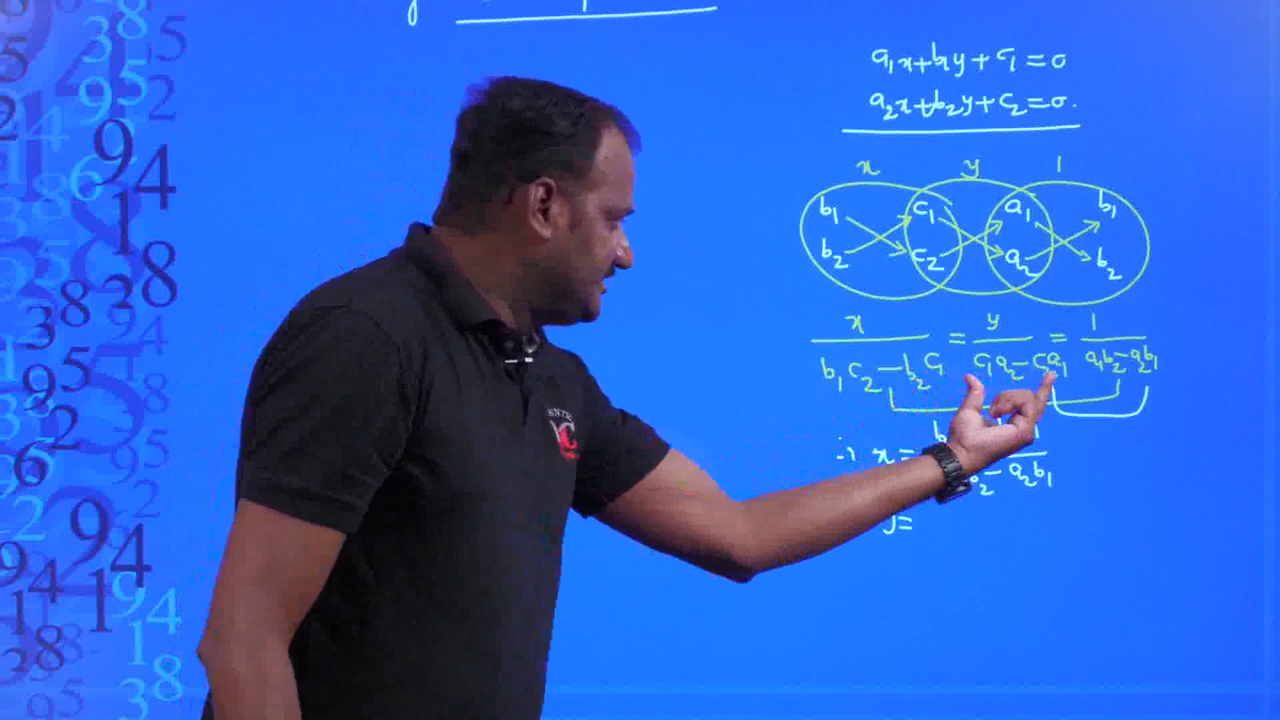 a₁x+b₁y+c₁=0
a₂x+b₂y+c₂=0.
x y 1
b₁ c₁ a₁ b₁
b₂ c₂ a₂ b₂
x = y = 1
b₁c₂-b₂c₁ c₁a₂-c₂a₁ a₁b₂-a₂b₁
∴ x = b
b₂ - a₂b₁
y=